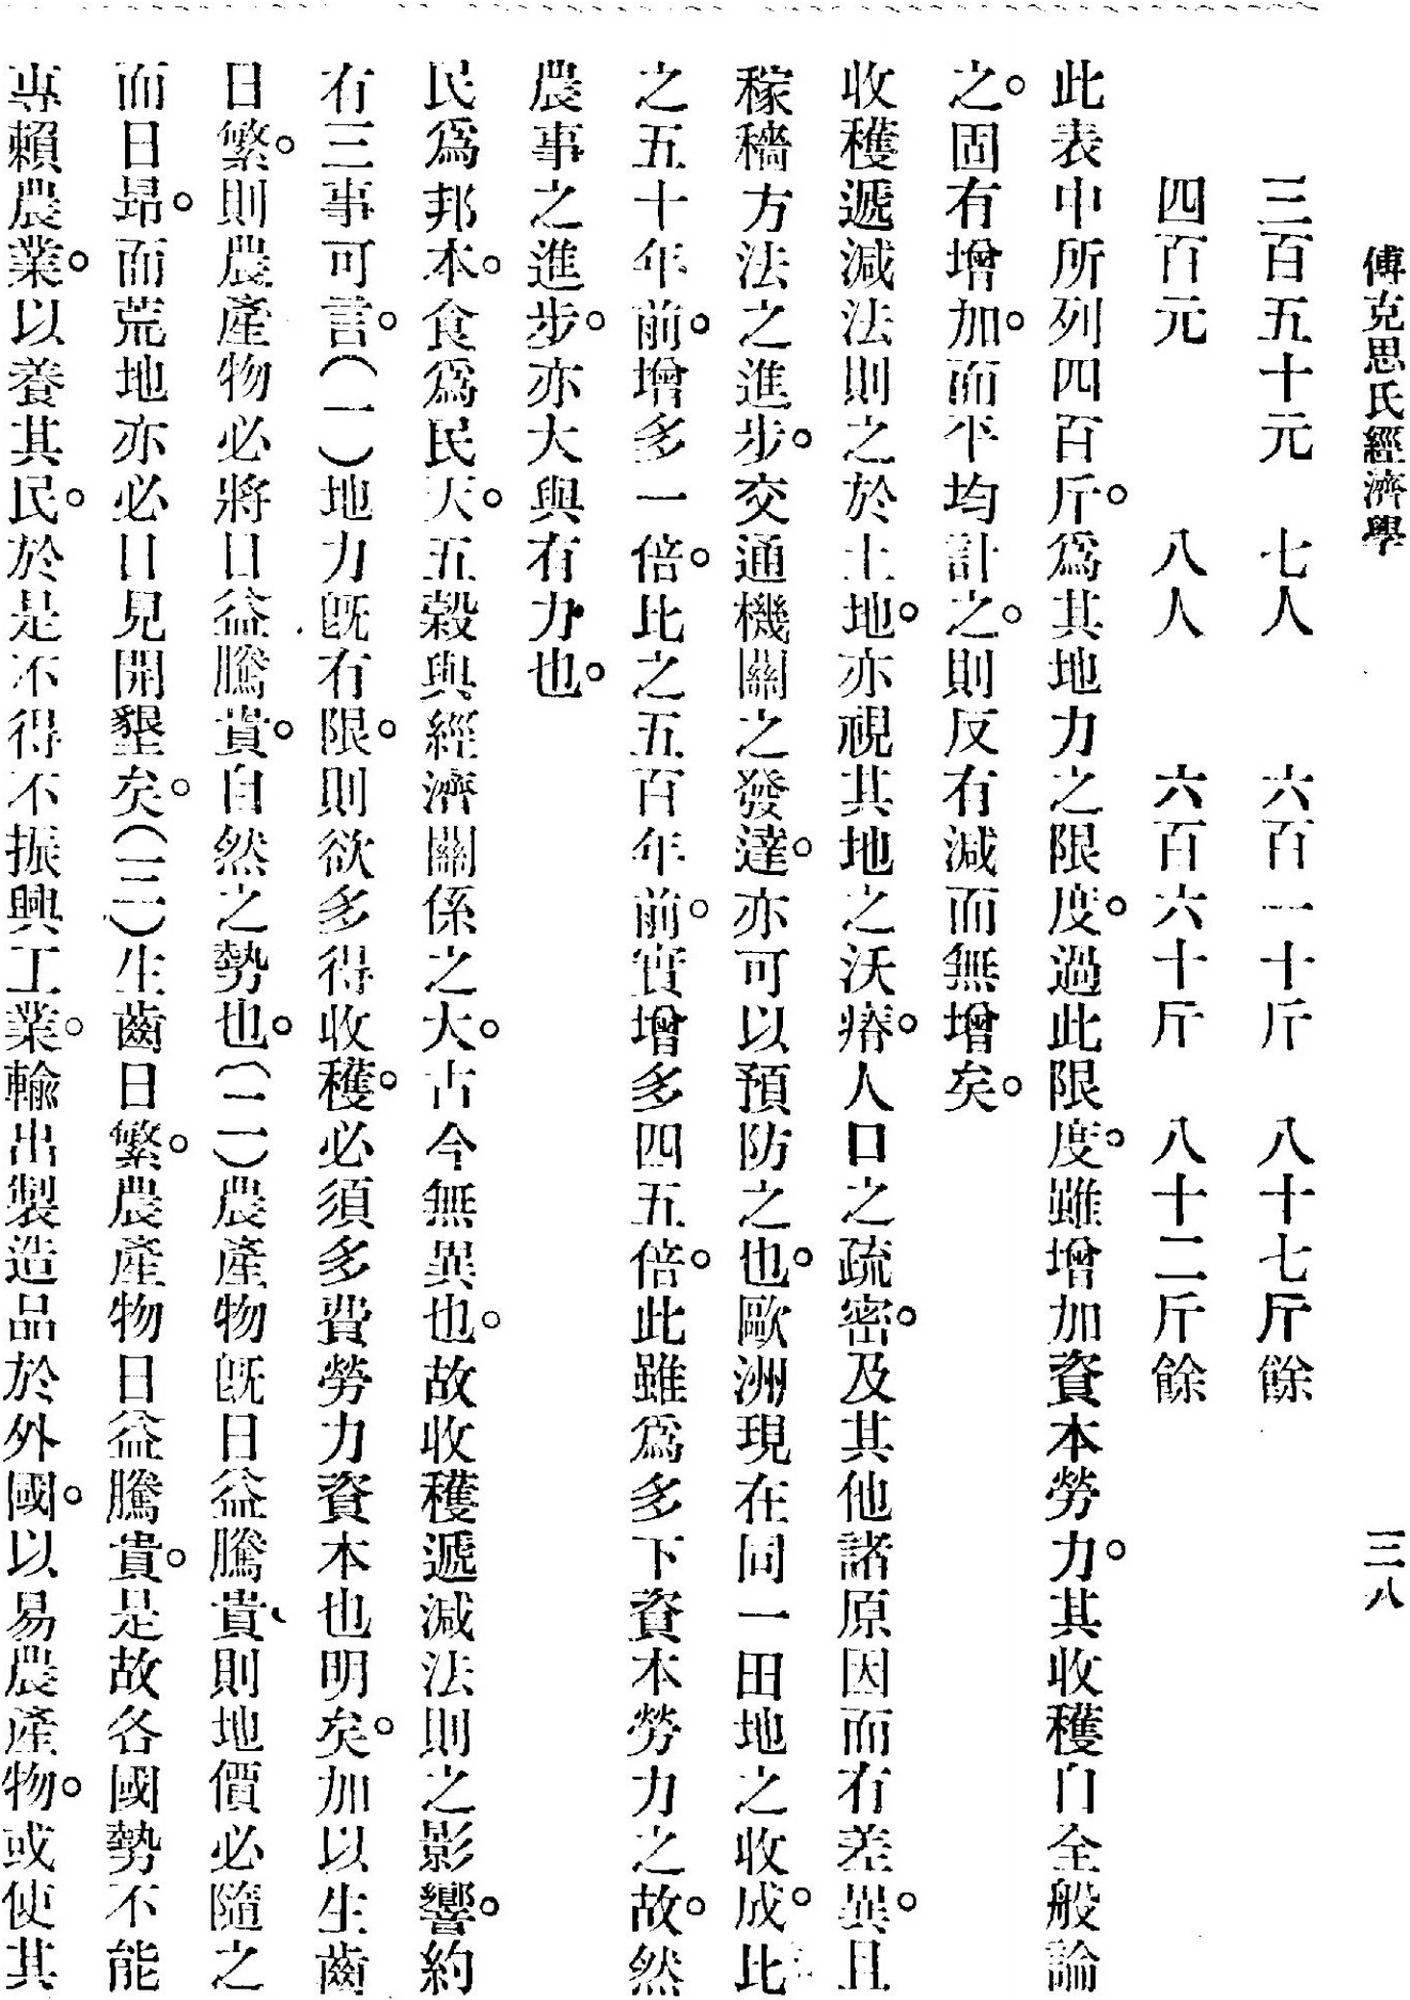 傅克思氏經濟學
三八
三百五十元　七人　六百一十斤　八十七斤餘
四百元　八人　六百六十斤　八十二斤餘
此表中所列四百斤。爲其地力之限度。過此限度。雖增加資本勞力。其收穫自全般論
之。固有增加。而平均計之。則反有減而無增矣。
收穫遞減法則之於土地。亦視其地之沃瘠。人口之疏密。及其他諸原因而有差異。且
稼穡方法之進步。交通機關之發達。亦可以預防之也。歐洲現在同一田地之收成。比
之五十年前。增多一倍。比之五百年前。實增多四五倍。此雖爲多下資本勞力之故。然
農事之進步。亦大與有力也。
民爲邦本。食爲民天。五穀與經濟關係之大。古今無異也。故收穫遞減法則之影響。約
有三事可言。（一）地力旣有限。則欲多得收穫。必須多費勞力資本也明矣。加以生齒
日繁。則農產物必將日益騰貴。自然之勢也。（二）農產物旣日益騰貴、則地價必隨之
而日昻。而荒地亦必日見開墾矣。（三）生齒日繁。農產物日益騰貴。是故各國勢不能
專賴農業。以養其民。於是不得不振興工業。輸出製造品於外國。以易農產物。或使其